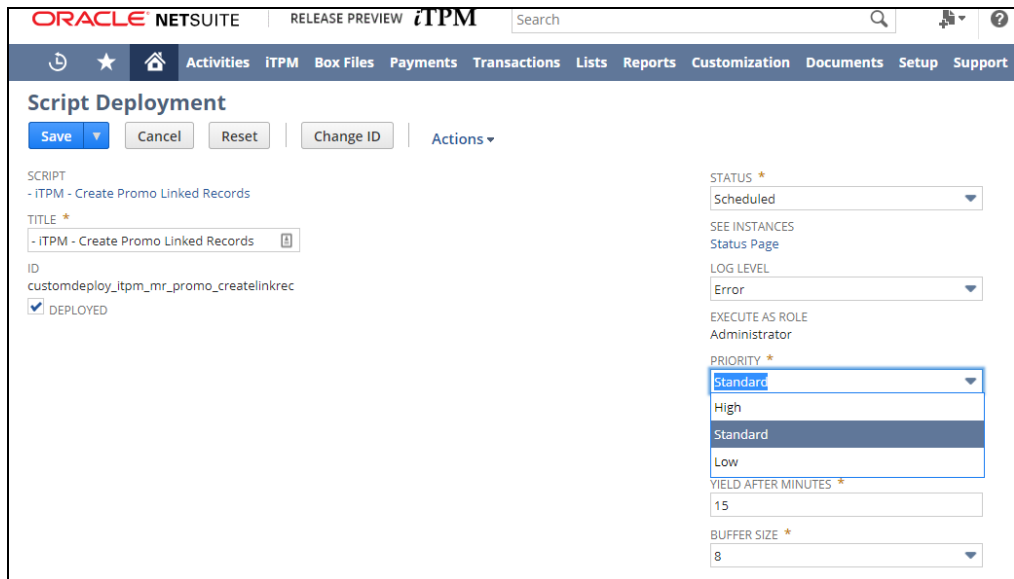 ORACLE NETSUITE RELEASE PREVIEW iTPM Search
Activities iTPM Box Files Payments Transactions Lists Reports Customization Documents Setup Support
Script Deployment
Save Cancel Reset Change ID Actions
SCRIPT
- iTPM - Create Promo Linked Records
TITLE *
- iTPM - Create Promo Linked Records
ID
customdeploy_itpm_mr_promo_createlinkrec
DEPLOYED
STATUS *
Scheduled
SEE INSTANCES
Status Page
LOG LEVEL
Error
EXECUTE AS ROLE
Administrator
PRIORITY *
Standard
High
Standard
Low
YIELD AFTER MINUTES *
15
BUFFER SIZE *
8